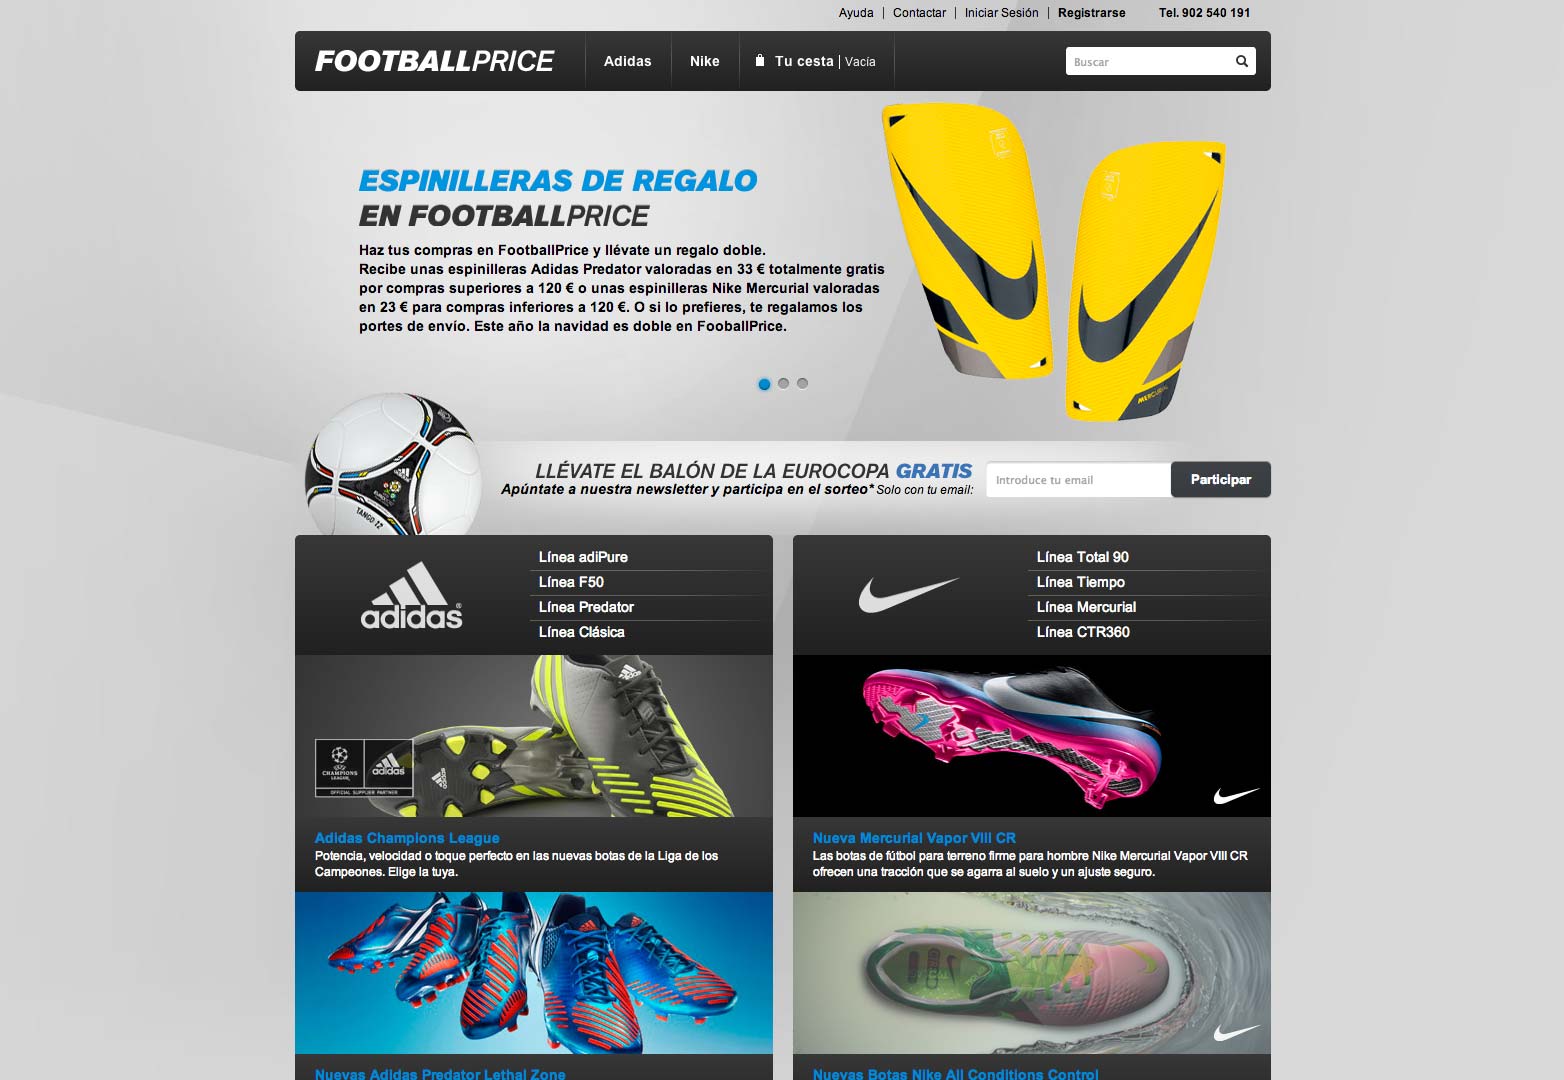 Ayuda | Contactar | Iniciar Sesión | Registrarse Tel. 902 540 191
FOOTBALLPRICE Adidas Nike Tu cesta | Vacía Buscar
ESPINILLERAS DE REGALO
EN FOOTBALLPRICE
Haz tus compras en FootballPrice y llévate un regalo doble.
Recibe unas espinilleras Adidas Predator valoradas en 33 € totalmente gratis
por compras superiores a 120 € o unas espinilleras Nike Mercurial valoradas
en 23 € para compras inferiores a 120 €. O si lo prefieres, te regalamos los
portes de envío. Este año la navidad es doble en FooballPrice.
MERCURIAL
TANGO 12
LLÉVATE EL BALÓN DE LA EUROCOPA GRATIS
Apúntate a nuestra newsletter y participa en el sorteo* Solo con tu email:
Introduce tu email Participar
adidas®
Línea adiPure
Línea F50
Línea Predator
Línea Clásica
Línea Total 90
Línea Tiempo
Línea Mercurial
Línea CTR360
adidas
UEFA
CHAMPIONS
LEAGUE
adidas
OFFICIAL SUPPLIER PARTNER
adidas
Adidas Champions League
Potencia, velocidad o toque perfecto en las nuevas botas de la Liga de los
Campeones. Elige la tuya.
Nueva Mercurial Vapor VIII CR
Las botas de fútbol para terreno firme para hombre Nike Mercurial Vapor VIII CR
ofrecen una tracción que se agarra al suelo y un ajuste seguro.
adidas
Nuevas Adidas Predator Lethal Zone
Nuevas Botas Nike All Conditions Control